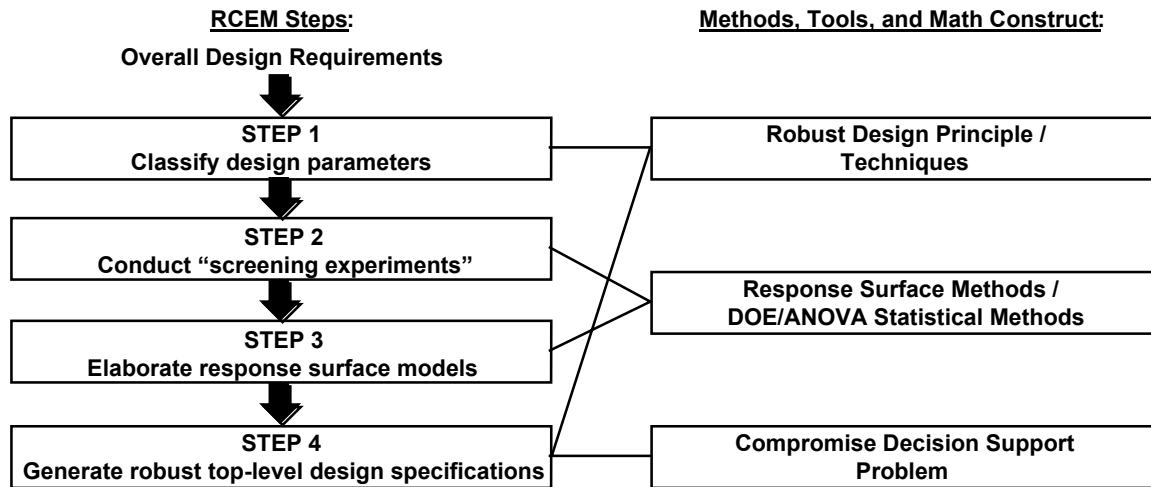 RCEM Steps:
Methods, Tools, and Math Construct:
Overall Design Requirements
STEP 1
Classify design parameters
Robust Design Principle /
Techniques
STEP 2
Conduct “screening experiments”
Response Surface Methods /
DOE/ANOVA Statistical Methods
STEP 3
Elaborate response surface models
STEP 4
Generate robust top-level design specifications
Compromise Decision Support
Problem